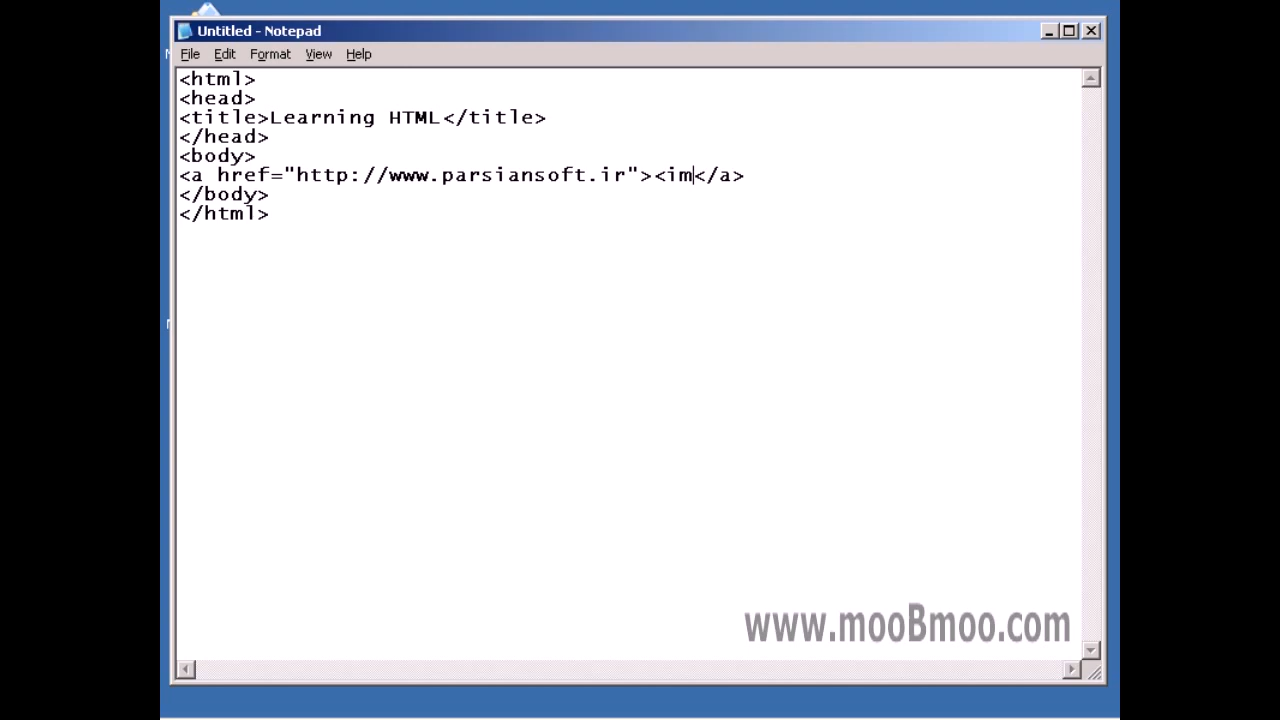 Untitled - Notepad
File Edit Format View Help
<html>
<head>
<title>Learning HTML</title>
</head>
<body>
<a href="http://www.parsiansoft.ir"><im</a>
</body>
</html>
www.mooBmoo.com